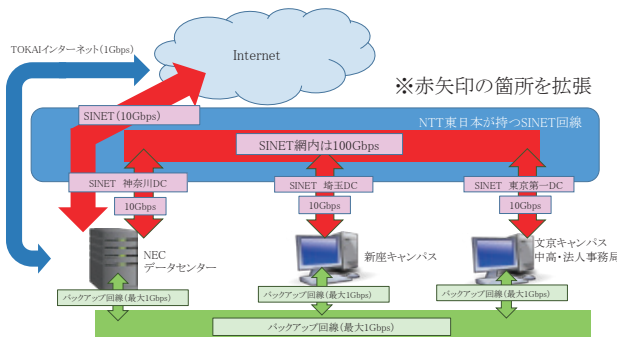 TOKAIインターネット(1Gbps)
Internet
※赤矢印の箇所を拡張
SINET(10Gbps)
NTT東日本が持つSINET回線
SINET網内は100Gbps
SINET 神奈川DC
SINET 埼玉DC
SINET 東京第一DC
10Gbps
10Gbps
10Gbps
NEC
データセンター
新座キャンパス
文京キャンパス
中高・法人事務局
バックアップ回線(最大1Gbps)
バックアップ回線(最大1Gbps)
バックアップ回線(最大1Gbps)
バックアップ回線(最大1Gbps)